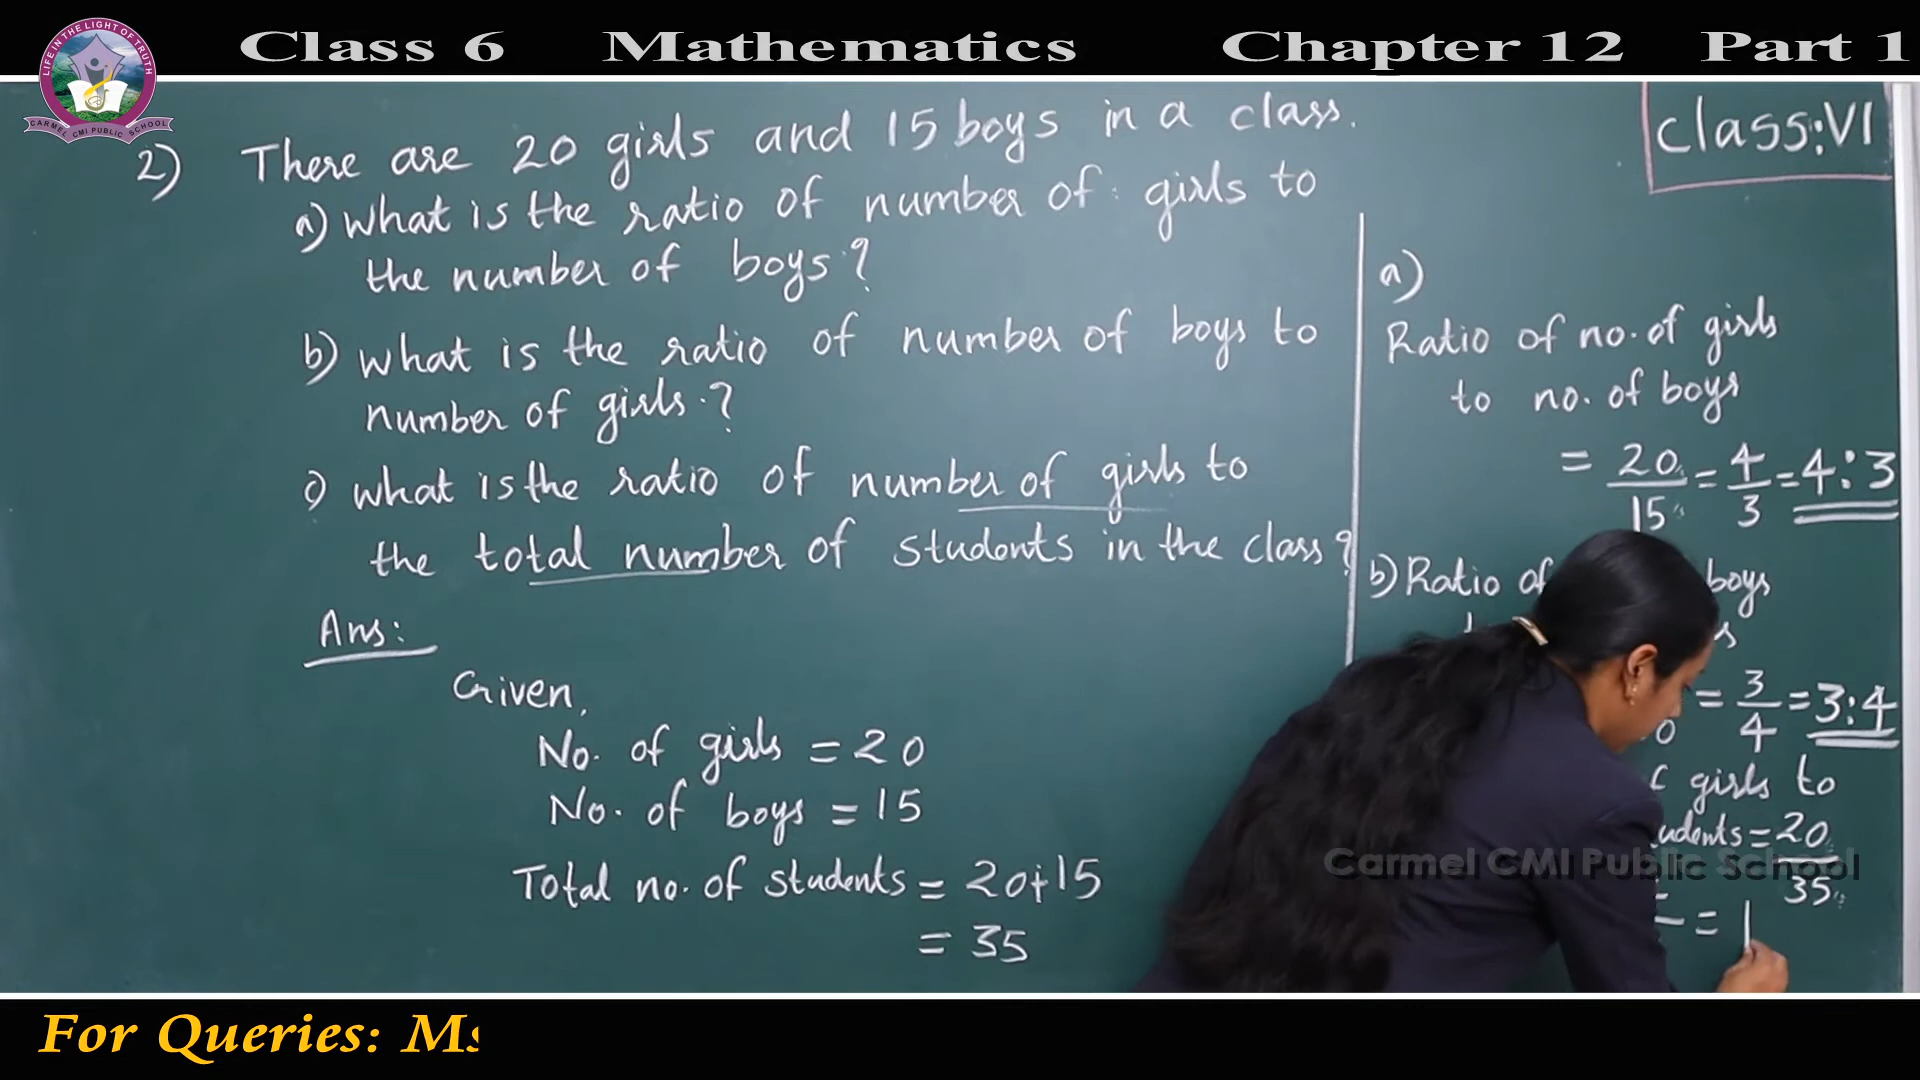 Class 6 Mathematics Chapter 12 Part 1
LIFE IN THE LIGHT OF TRUTH
CARMEL CMI PUBLIC SCHOOL
class:VI
2) There are 20 girls and 15 boys in a class.
a) what is the ratio of number of girls to
the number of boys?
b) what is the ratio of number of boys to
number of girls?
c) what is the ratio of number of girls to
the total number of students in the class?
Ans:
Given,
No. of girls = 20
No. of boys = 15
Total no. of students = 20+15
= 35
a)
Ratio of no. of girls
to no. of boys
= 20/15 = 4/3 = 4:3
b) Ratio of boys
= 3/4 = 3:4
girls to
= 20/35
=
Carmel CMI Public School
For Queries: Ms